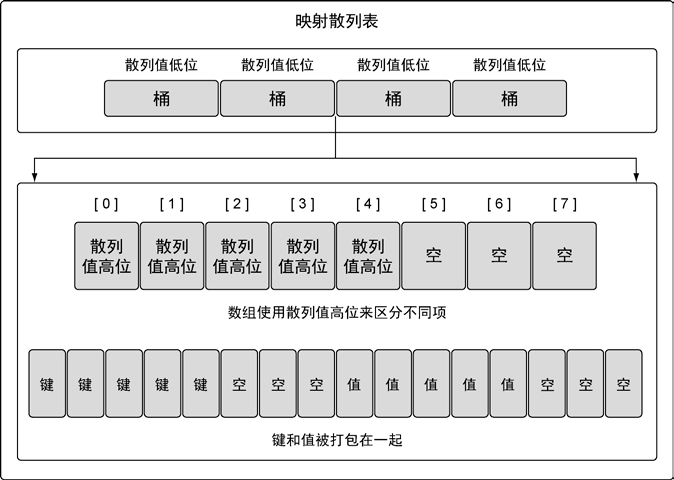 映射散列表
散列值低位 散列值低位 散列值低位 散列值低位
桶 桶 桶 桶
[0] [1] [2] [3] [4] [5] [6] [7]
散列 散列 散列 散列 散列
值高位 值高位 值高位 值高位 值高位 空 空 空
数组使用散列值高位来区分不同项
键 键 键 键 键 空 空 空 值 值 值 值 值 空 空 空
键和值被打包在一起